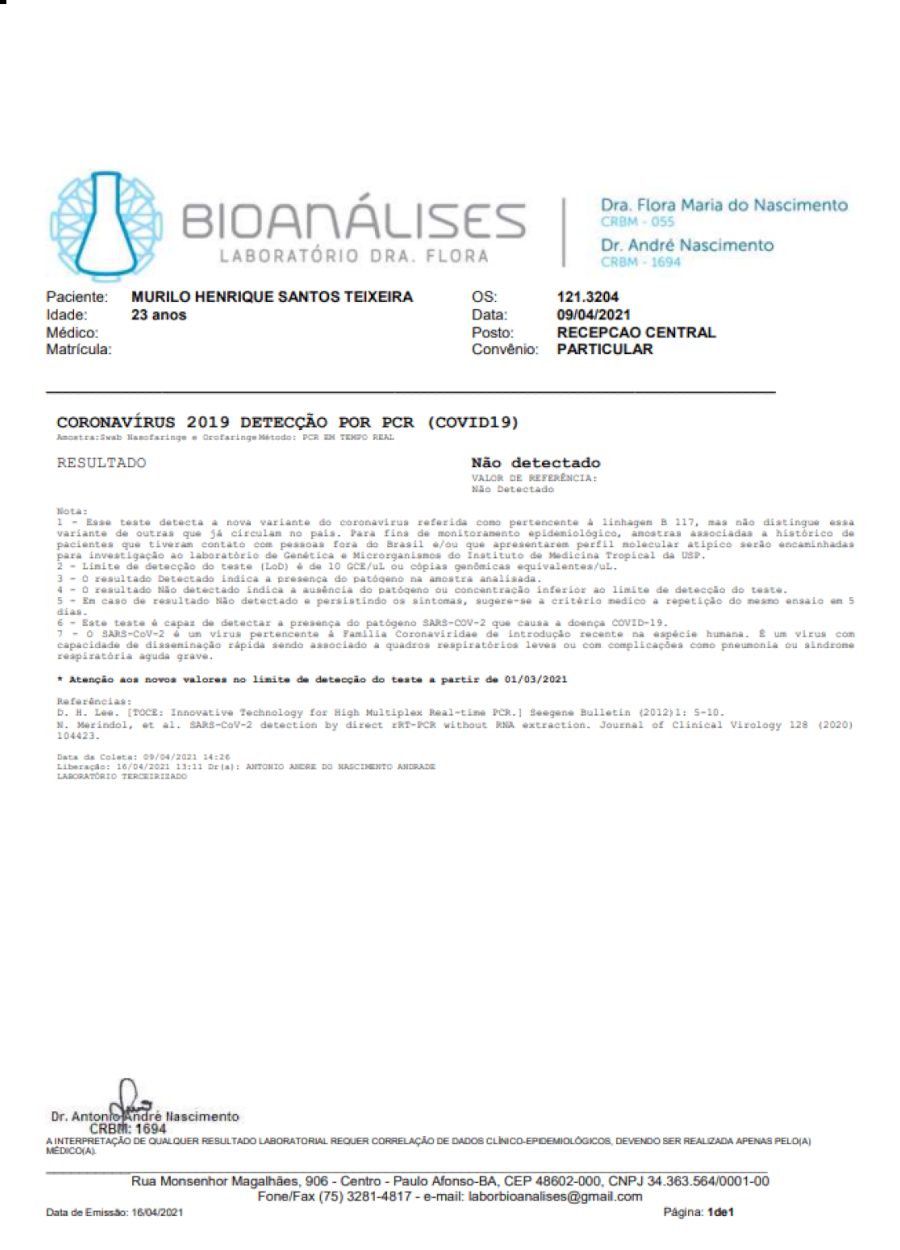 BIOANÁLISES
LABORATÓRIO DRA. FLORA
Dra. Flora Maria do Nascimento
CRBM - 055
Dr. André Nascimento
CRBM - 1694
Paciente: MURILO HENRIQUE SANTOS TEIXEIRA OS: 121.3204
Idade: 23 anos Data: 09/04/2021
Médico: Posto: RECEPCAO CENTRAL
Matrícula: Convênio: PARTICULAR
CORONAVÍRUS 2019 DETECÇÃO POR PCR (COVID19)
Amostra:Swab Nasofaringe e Orofaringe Método: PCR EM TEMPO REAL
RESULTADO Não detectado
VALOR DE REFERÊNCIA:
Não Detectado
Nota:
1 - Esse teste detecta a nova variante do coronavirus referida como pertencente à linhagem B 117, mas não distingue essa
variante de outras que já circulam no país. Para fins de monitoramento epidemiológico, amostras associadas a histórico de
pacientes que tiveram contato com pessoas fora do Brasil e/ou que apresentarem perfil molecular atípico serão encaminhadas
para investigação ao laboratório de Genética e Microrganismos do Instituto de Medicina Tropical da USP.
2 - Limite de detecção do teste (LoD) é de 10 GCE/uL ou cópias genômicas equivalentes/uL.
3 - O resultado Detectado indica a presença do patógeno na amostra analisada.
4 - O resultado Não detectado indica a ausência do patógeno ou concentração inferior ao limite de detecção do teste.
5 - Em caso de resultado Não detectado e persistindo os sintomas, sugere-se a critério medico a repetição do mesmo ensaio em 5
dias.
6 - Este teste é capaz de detectar a presença do patógeno SARS-COV-2 que causa a doença COVID-19.
7 - O SARS-CoV-2 é um vírus pertencente à Família Coronaviridae de introdução recente na espécie humana. É um vírus com
capacidade de disseminação rápida sendo associado a quadros respiratórios leves ou com complicações como pneumonia ou síndrome
respiratória aguda grave.
* Atenção aos novos valores no limite de detecção do teste a partir de 01/03/2021
Referências:
D. H. Lee. [TOCE: Innovative Technology for High Multiplex Real-time PCR.] Seegene Bulletin (2012)1: 5-10.
N. Merindol, et al. SARS-CoV-2 detection by direct rRT-PCR without RNA extraction. Journal of Clinical Virology 128 (2020)
104423.
Data da Coleta: 09/04/2021 14:26
Liberação: 16/04/2021 13:11 Dr(a): ANTONIO ANDRE DO NASCIMENTO ANDRADE
LABORATÓRIO TERCEIRIZADO
Dr. Antonio André Nascimento
CRBM: 1694
A INTERPRETAÇÃO DE QUALQUER RESULTADO LABORATORIAL REQUER CORRELAÇÃO DE DADOS CLÍNICO-EPIDEMIOLÓGICOS, DEVENDO SER REALIZADA APENAS PELO(A)
MÉDICO(A).
Rua Monsenhor Magalhães, 906 - Centro - Paulo Afonso-BA, CEP 48602-000, CNPJ 34.363.564/0001-00
Fone/Fax (75) 3281-4817 - e-mail: laborbioanalises@gmail.com
Data de Emissão: 16/04/2021 Página: 1de1